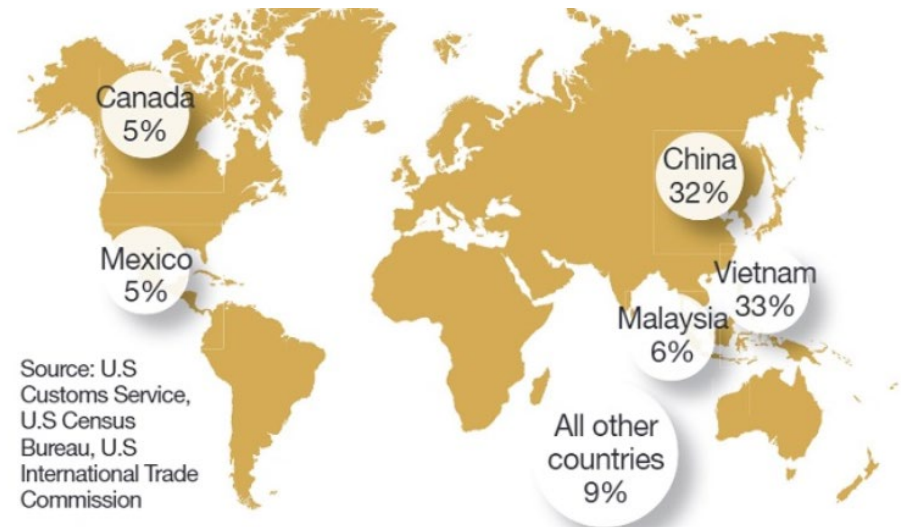 Canada
5%
China
32%
Mexico
5%
Vietnam
33%
Malaysia
6%
Source: U.S
Customs Service,
U.S Census
Bureau, U.S
International Trade
Commission
All other
countries
9%